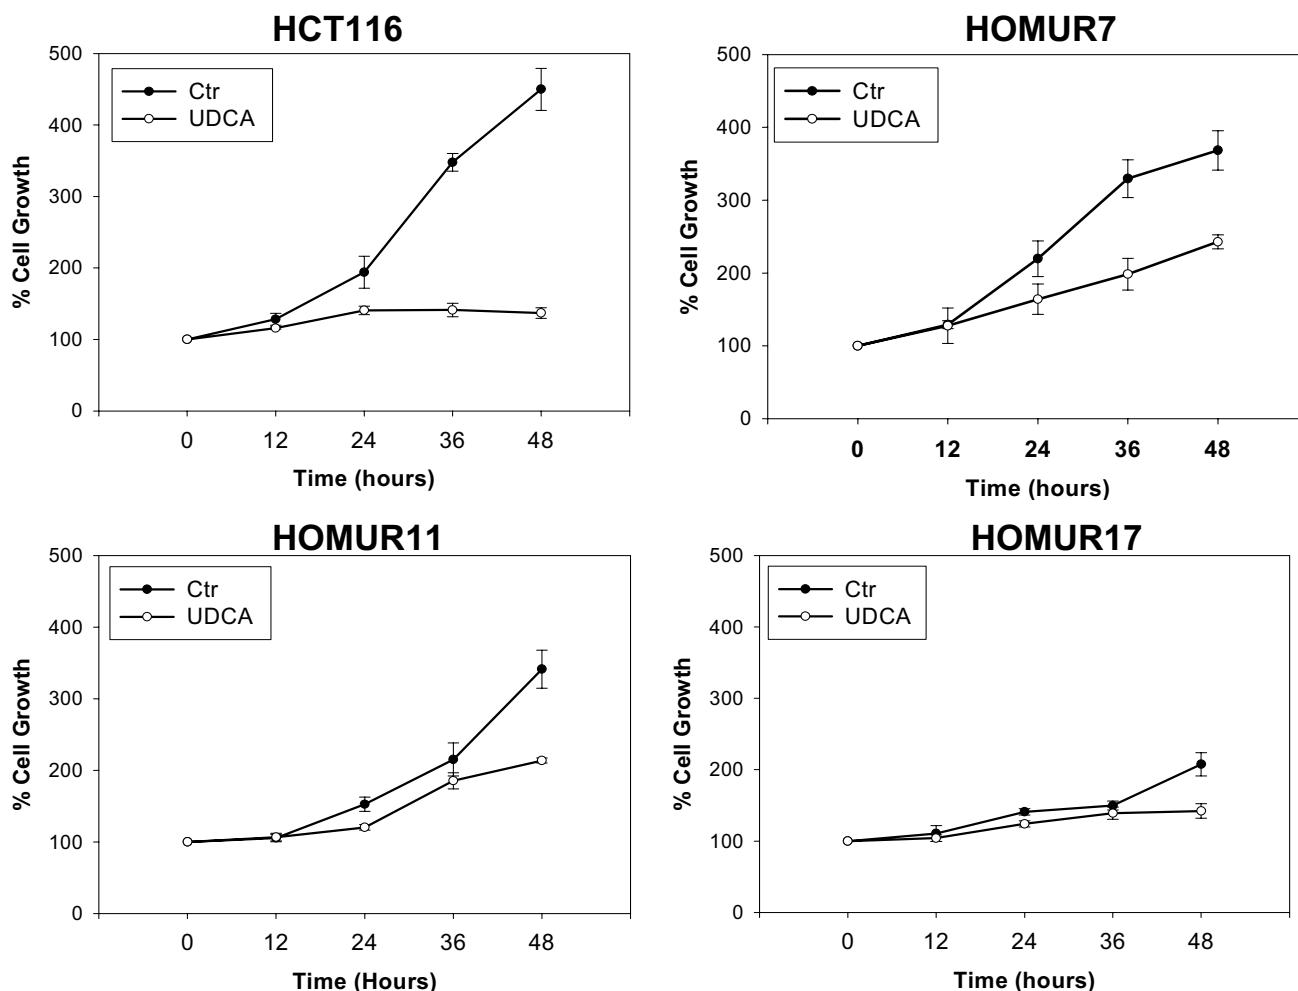 HCT116
500
400
300
200
100
0
% Cell Growth
Ctr
UDCA
0 12 24 36 48
Time (hours)
HOMUR7
500
400
300
200
100
0
% Cell Growth
Ctr
UDCA
0 12 24 36 48
Time (hours)
HOMUR11
500
400
300
200
100
0
% Cell Growth
Ctr
UDCA
0 12 24 36 48
Time (Hours)
HOMUR17
500
400
300
200
100
0
% Cell Growth
Ctr
UDCA
0 12 24 36 48
Time (hours)